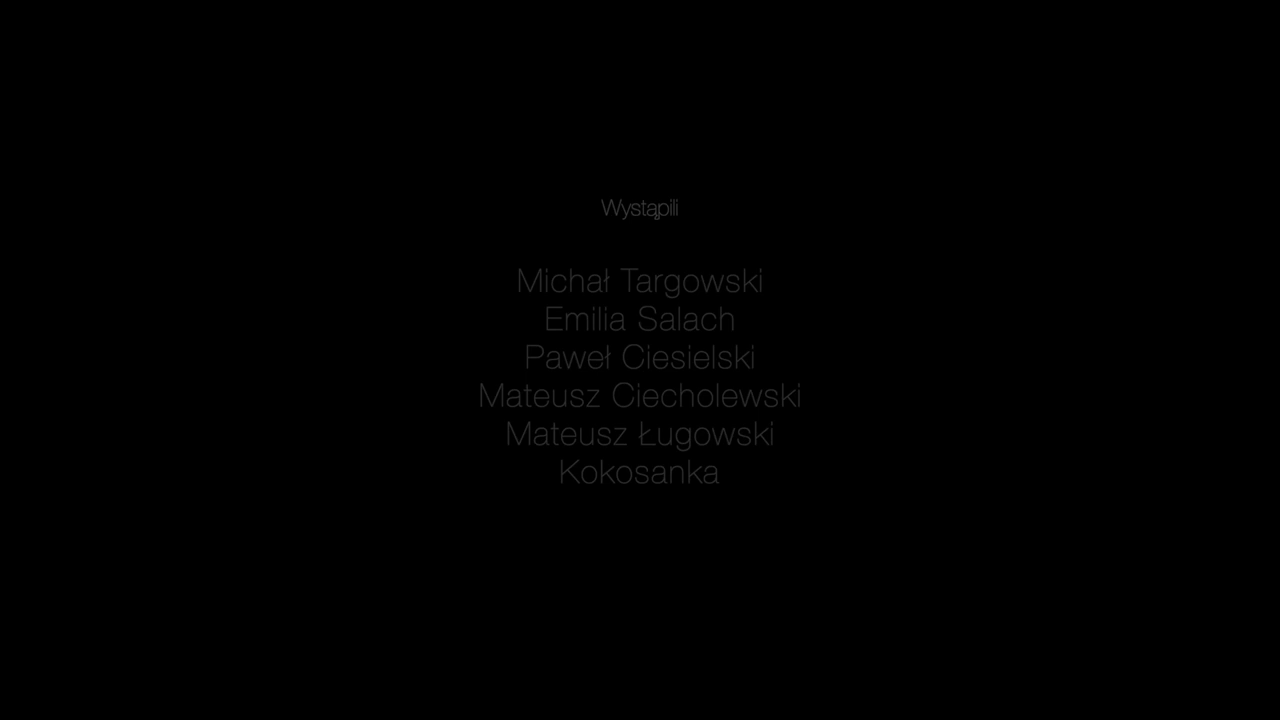 Wystąpili
Michał Targowski
Emilia Salach
Paweł Ciesielski
Mateusz Ciecholewski
Mateusz Ługowski
Kokosanka